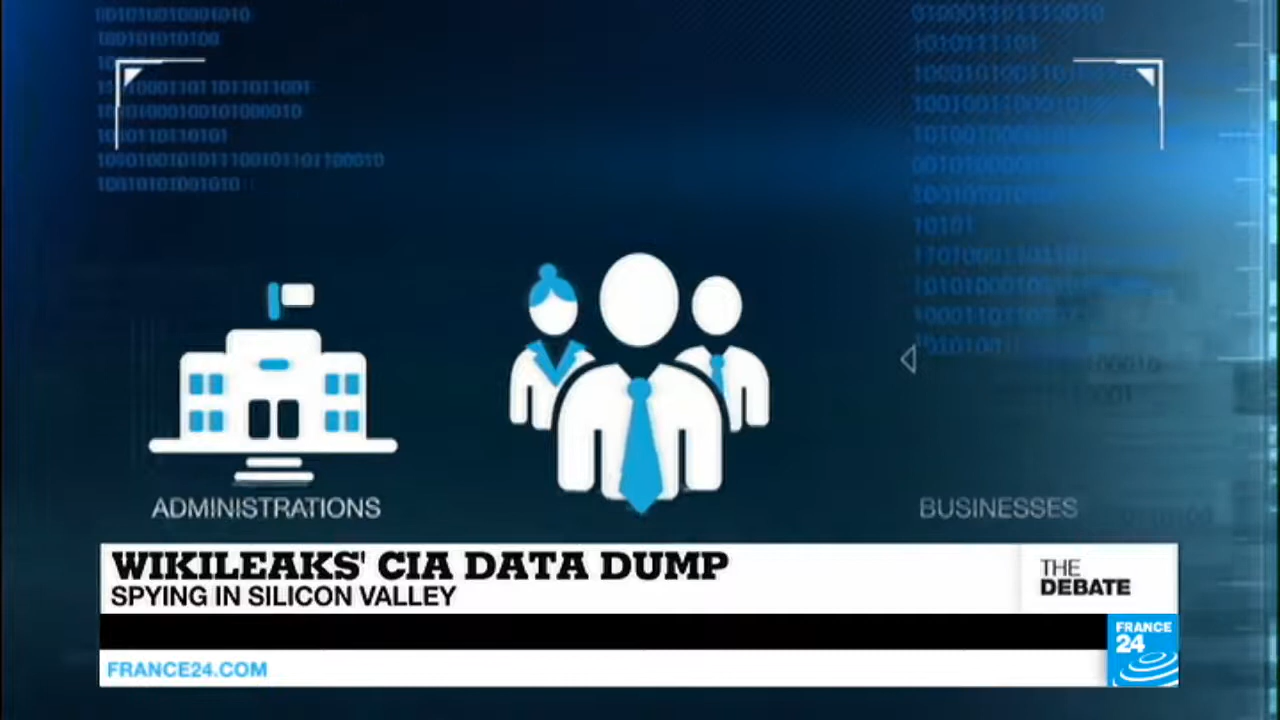 ADMINISTRATIONS
BUSINESSES
WIKILEAKS' CIA DATA DUMP
SPYING IN SILICON VALLEY
THE
DEBATE
FRANCE
24
FRANCE24.COM